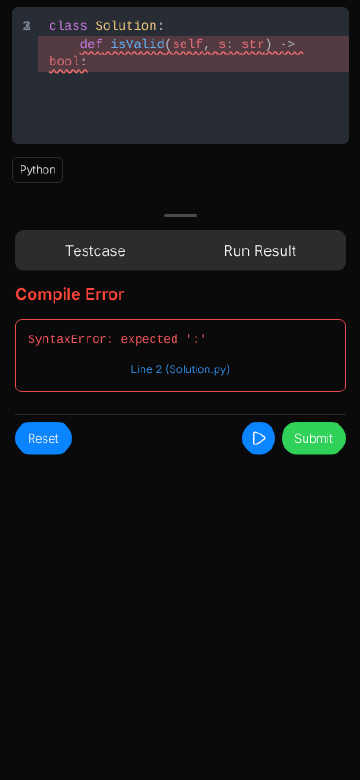 class Solution:
def isValid(self, s: str) ->
bool:
Python
Testcase Run Result
Compile Error
SyntaxError: expected ':'
Line 2 (Solution.py)
Reset Submit